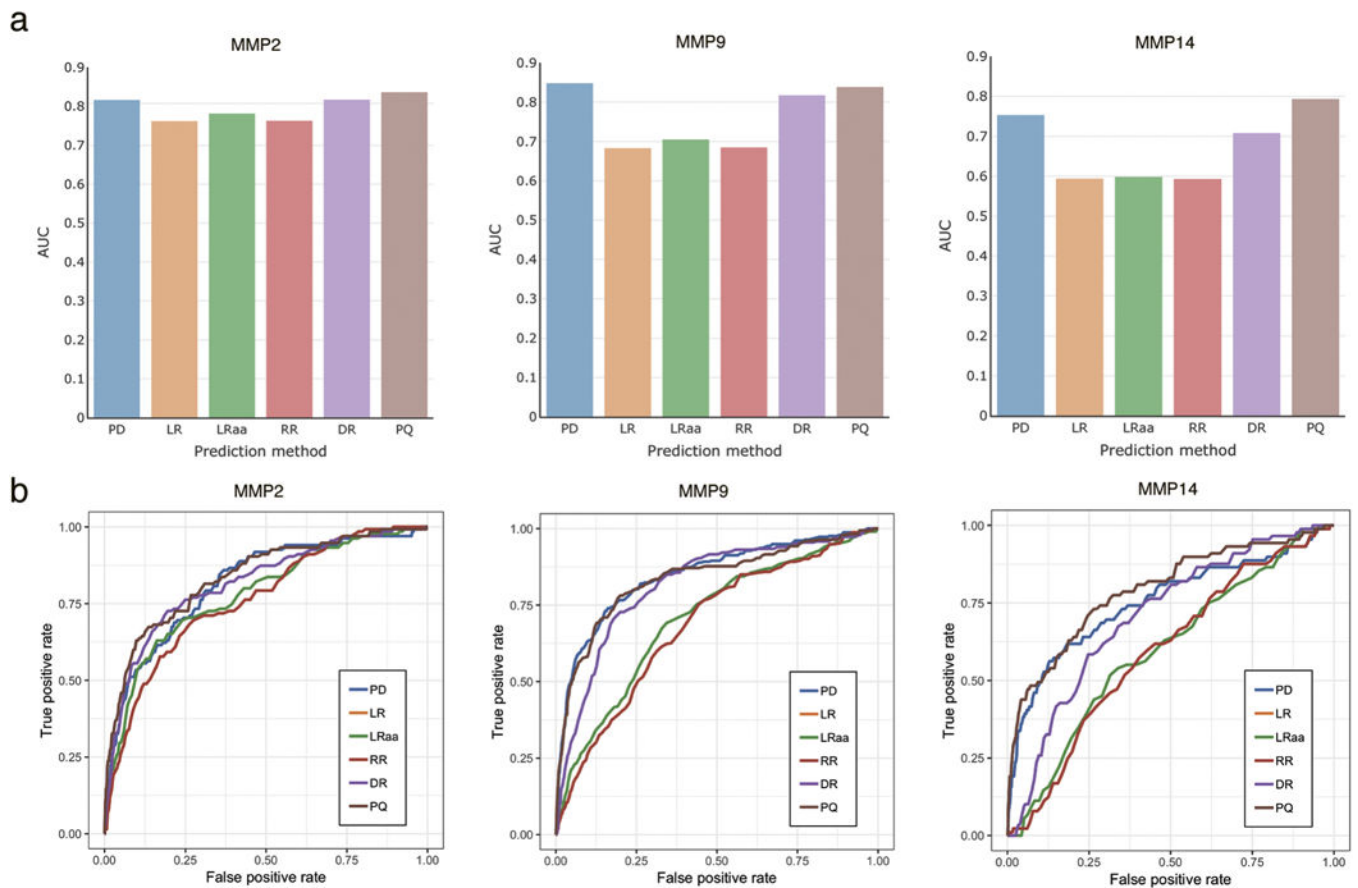 a
MMP2
0.9
0.8
0.7
0.6
0.5
0.4
0.3
0.2
0.1
0
AUC
PD LR LRaa RR DR PQ
Prediction method
MMP9
0.9
0.8
0.7
0.6
0.5
0.4
0.3
0.2
0.1
0
AUC
PD LR LRaa RR DR PQ
Prediction method
MMP14
0.9
0.8
0.7
0.6
0.5
0.4
0.3
0.2
0.1
0
AUC
PD LR LRaa RR DR PQ
Prediction method
b
MMP2
1.00
0.75
0.50
0.25
0.00
True positive rate
PD
LR
LRaa
RR
DR
PQ
0.00 0.25 0.50 0.75 1.00
False positive rate
MMP9
1.00
0.75
0.50
0.25
0.00
True positive rate
PD
LR
LRaa
RR
DR
PQ
0.00 0.25 0.50 0.75 1.00
False positive rate
MMP14
1.00
0.75
0.50
0.25
0.00
True positive rate
PD
LR
LRaa
RR
DR
PQ
0.00 0.25 0.50 0.75 1.00
False positive rate